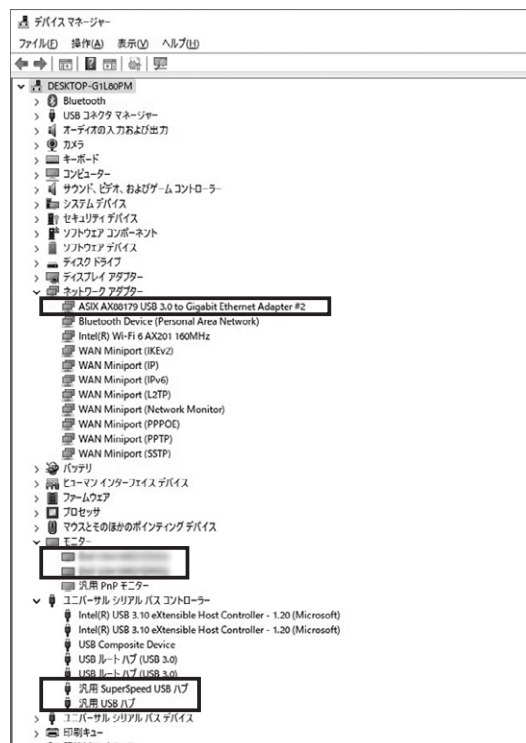 デバイス マネージャー
ファイル(F) 操作(A) 表示(V) ヘルプ(H)
DESKTOP-G1L80PM
Bluetooth
USB コネクタ マネージャー
オーディオの入力および出力
カメラ
キーボード
コンピューター
サウンド、ビデオ、およびゲーム コントローラー
システム デバイス
セキュリティ デバイス
ソフトウェア コンポーネント
ソフトウェア デバイス
ディスク ドライブ
ディスプレイ アダプター
ネットワーク アダプター
ASIX AX88179 USB 3.0 to Gigabit Ethernet Adapter #2
Bluetooth Device (Personal Area Network)
Intel(R) Wi-Fi 6 AX201 160MHz
WAN Miniport (IKEv2)
WAN Miniport (IP)
WAN Miniport (IPv6)
WAN Miniport (L2TP)
WAN Miniport (Network Monitor)
WAN Miniport (PPPOE)
WAN Miniport (PPTP)
WAN Miniport (SSTP)
バッテリ
ヒューマン インターフェイス デバイス
ファームウェア
プロセッサ
マウスとそのほかのポインティング デバイス
モニター
汎用 PnP モニター
ユニバーサル シリアル バス コントローラー
Intel(R) USB 3.10 eXtensible Host Controller - 1.20 (Microsoft)
Intel(R) USB 3.10 eXtensible Host Controller - 1.20 (Microsoft)
USB Composite Device
USB ルート ハブ (USB 3.0)
USB ルート ハブ (USB 3.0)
汎用 SuperSpeed USB ハブ
汎用 USB ハブ
ユニバーサル シリアル バス デバイス
印刷キュー